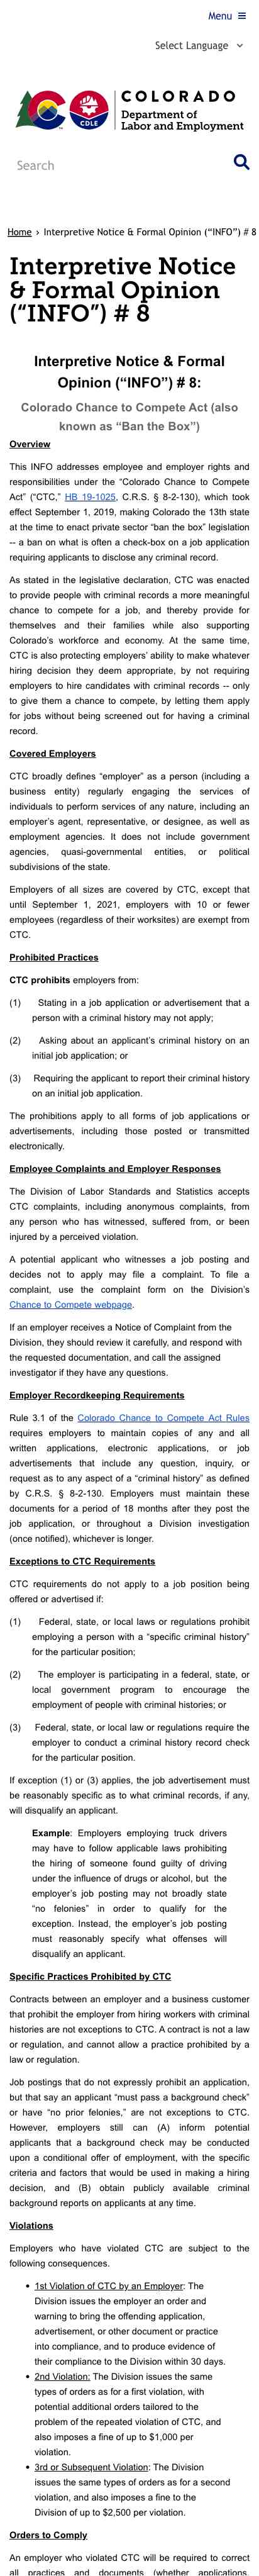 Menu
Select Language
COLORADO
Department of
Labor and Employment
CDLE
Search
Home › Interpretive Notice & Formal Opinion (“INFO”) # 8
Interpretive Notice
& Formal Opinion
(“INFO”) # 8
Interpretive Notice & Formal
Opinion (“INFO”) # 8:
Colorado Chance to Compete Act (also
known as “Ban the Box”)
Overview
This INFO addresses employee and employer rights and
responsibilities under the “Colorado Chance to Compete
Act” (“CTC,” HB 19-1025, C.R.S. § 8-2-130), which took
effect September 1, 2019, making Colorado the 13th state
at the time to enact private sector “ban the box” legislation
-- a ban on what is often a check-box on a job application
requiring applicants to disclose any criminal record.
As stated in the legislative declaration, CTC was enacted
to provide people with criminal records a more meaningful
chance to compete for a job, and thereby provide for
themselves and their families while also supporting
Colorado’s workforce and economy. At the same time,
CTC is also protecting employers’ ability to make whatever
hiring decision they deem appropriate, by not requiring
employers to hire candidates with criminal records -- only
to give them a chance to compete, by letting them apply
for jobs without being screened out for having a criminal
record.
Covered Employers
CTC broadly defines “employer” as a person (including a
business entity) regularly engaging the services of
individuals to perform services of any nature, including an
employer’s agent, representative, or designee, as well as
employment agencies. It does not include government
agencies, quasi-governmental entities, or political
subdivisions of the state.
Employers of all sizes are covered by CTC, except that
until September 1, 2021, employers with 10 or fewer
employees (regardless of their worksites) are exempt from
CTC.
Prohibited Practices
CTC prohibits employers from:
(1) Stating in a job application or advertisement that a
person with a criminal history may not apply;
(2) Asking about an applicant’s criminal history on an
initial job application; or
(3) Requiring the applicant to report their criminal history
on an initial job application.
The prohibitions apply to all forms of job applications or
advertisements, including those posted or transmitted
electronically.
Employee Complaints and Employer Responses
The Division of Labor Standards and Statistics accepts
CTC complaints, including anonymous complaints, from
any person who has witnessed, suffered from, or been
injured by a perceived violation.
A potential applicant who witnesses a job posting and
decides not to apply may file a complaint. To file a
complaint, use the complaint form on the Division’s
Chance to Compete webpage.
If an employer receives a Notice of Complaint from the
Division, they should review it carefully, and respond with
the requested documentation, and call the assigned
investigator if they have any questions.
Employer Recordkeeping Requirements
Rule 3.1 of the Colorado Chance to Compete Act Rules
requires employers to maintain copies of any and all
written applications, electronic applications, or job
advertisements that include any question, inquiry, or
request as to any aspect of a “criminal history” as defined
by C.R.S. § 8-2-130. Employers must maintain these
documents for a period of 18 months after they post the
job application, or throughout a Division investigation
(once notified), whichever is longer.
Exceptions to CTC Requirements
CTC requirements do not apply to a job position being
offered or advertised if:
(1) Federal, state, or local laws or regulations prohibit
employing a person with a “specific criminal history”
for the particular position;
(2) The employer is participating in a federal, state, or
local government program to encourage the
employment of people with criminal histories; or
(3) Federal, state, or local law or regulations require the
employer to conduct a criminal history record check
for the particular position.
If exception (1) or (3) applies, the job advertisement must
be reasonably specific as to what criminal records, if any,
will disqualify an applicant.
Example: Employers employing truck drivers
may have to follow applicable laws prohibiting
the hiring of someone found guilty of driving
under the influence of drugs or alcohol, but the
employer’s job posting may not broadly state
“no felonies” in order to qualify for the
exception. Instead, the employer’s job posting
must reasonably specify what offenses will
disqualify an applicant.
Specific Practices Prohibited by CTC
Contracts between an employer and a business customer
that prohibit the employer from hiring workers with criminal
histories are not exceptions to CTC. A contract is not a law
or regulation, and cannot allow a practice prohibited by a
law or regulation.
Job postings that do not expressly prohibit an application,
but that say an applicant “must pass a background check”
or have “no prior felonies,” are not exceptions to CTC.
However, employers still can (A) inform potential
applicants that a background check may be conducted
upon a conditional offer of employment, with the specific
criteria and factors that would be used in making a hiring
decision, and (B) obtain publicly available criminal
background reports on applicants at any time.
Violations
Employers who have violated CTC are subject to the
following consequences.
• 1st Violation of CTC by an Employer: The
Division issues the employer an order and
warning to bring the offending application,
advertisement, or other document or practice
into compliance, and to produce evidence of
their compliance to the Division within 30 days.
• 2nd Violation: The Division issues the same
types of orders as for a first violation, with
potential additional orders tailored to the
problem of the repeated violation of CTC, and
also imposes a fine of up to $1,000 per
violation.
• 3rd or Subsequent Violation: The Division
issues the same types of orders as for a second
violation, and also imposes a fine to the
Division of up to $2,500 per violation.
Orders to Comply
An employer who violated CTC will be required to correct
all practices and documents (whether applications,